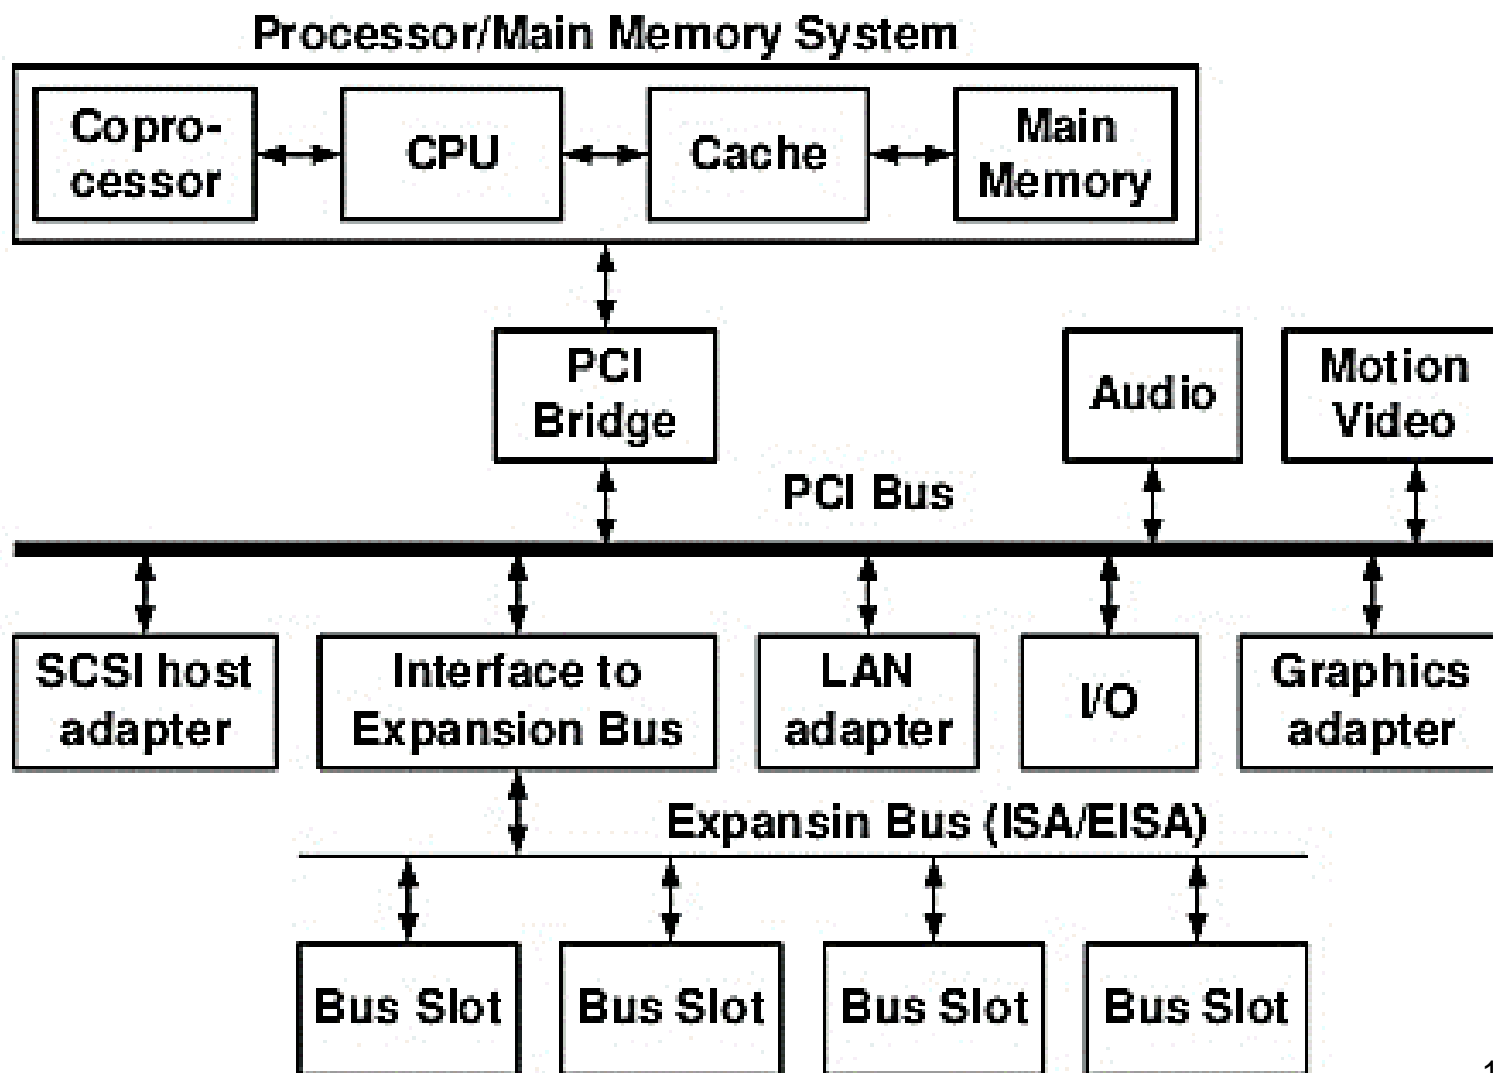 Processor/Main Memory System
Copro-
cessor
CPU
Cache
Main
Memory
PCI
Bridge
Audio
Motion
Video
PCI Bus
SCSI host
adapter
Interface to
Expansion Bus
LAN
adapter
I/O
Graphics
adapter
Expansin Bus (ISA/EISA)
Bus Slot
Bus Slot
Bus Slot
Bus Slot
1